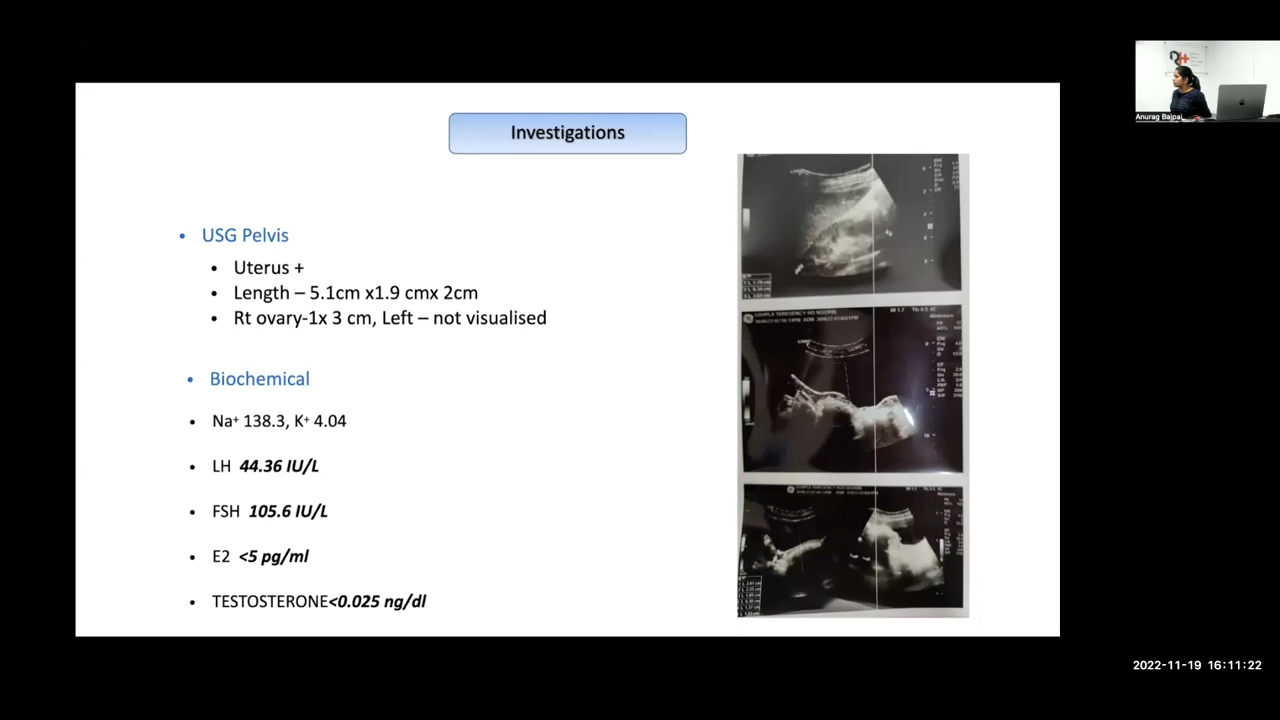 Investigations
• USG Pelvis
• Uterus +
• Length – 5.1cm x1.9 cmx 2cm
• Rt ovary-1x 3 cm, Left – not visualised
• Biochemical
• Na⁺ 138.3, K⁺ 4.04
• LH 44.36 IU/L
• FSH 105.6 IU/L
• E2 <5 pg/ml
• TESTOSTERONE<0.025 ng/dl
Anurag Bajpai
2022-11-19 16:11:22